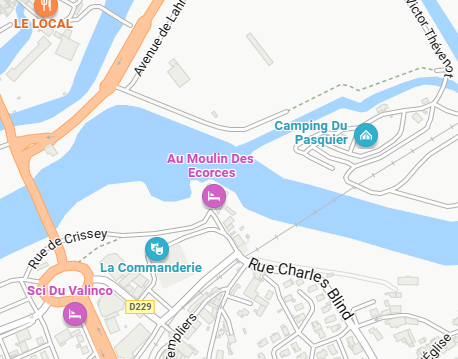 LE LOCAL
Avenue de Lahr
Victor-Thévenot
Camping Du
Pasquier
Au Moulin Des
Ecorces
Rue de Crissey
La Commanderie
Rue Charles Blind
Sci Du Valinco
D229
Templiers
Église